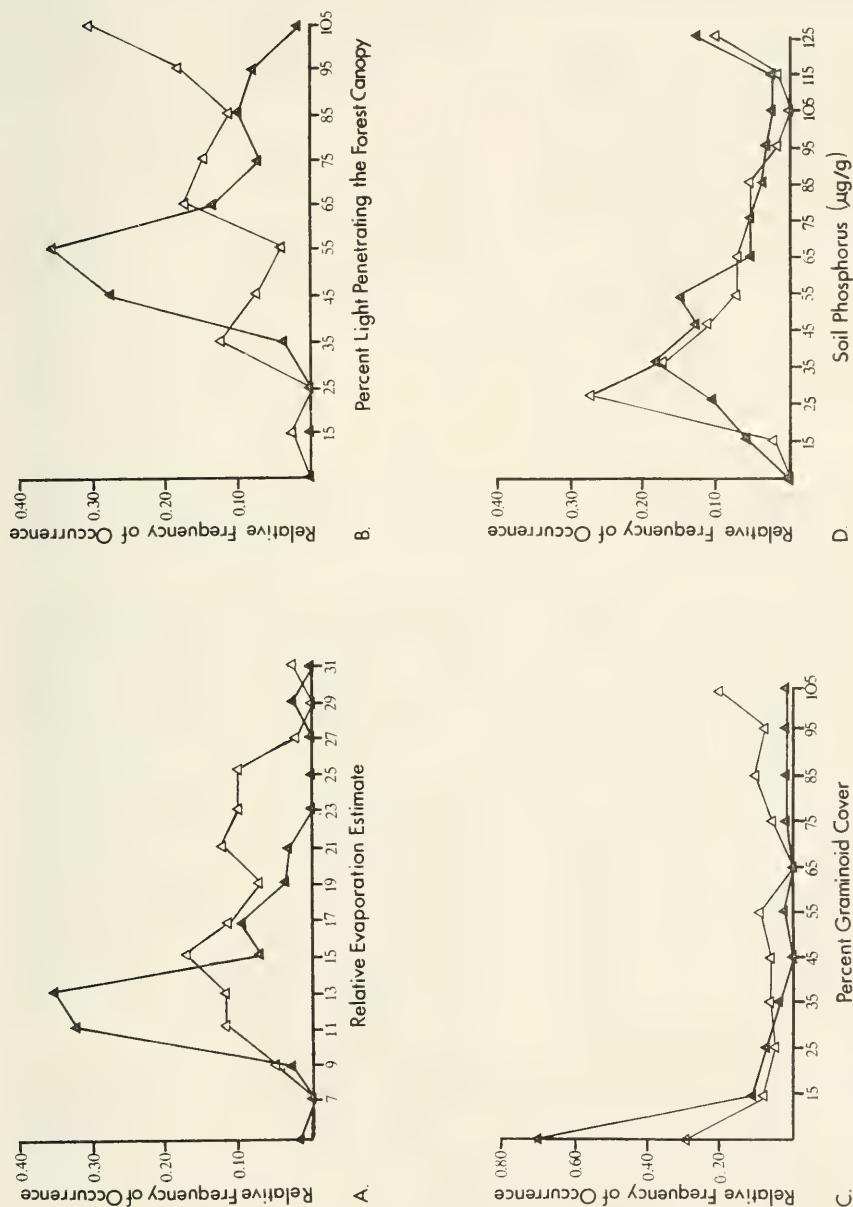 A.
Relative Frequency of Occurrence
0.40
0.30
0.20
0.10
7 9 11 13 15 17 19 21 23 25 27 29 31
Relative Evaporation Estimate
B.
Relative Frequency of Occurrence
0.40
0.30
0.20
0.10
15 25 35 45 55 65 75 85 95 105
Percent Light Penetrating the Forest Canopy
C.
Relative Frequency of Occurrence
0.80
0.60
0.40
0.20
15 25 35 45 55 65 75 85 95 105
Percent Graminoid Cover
D.
Relative Frequency of Occurrence
0.40
0.30
0.20
0.10
15 35 45 55 65 75 85 95 105 115 125
Soil Phosphorus (µg/g)